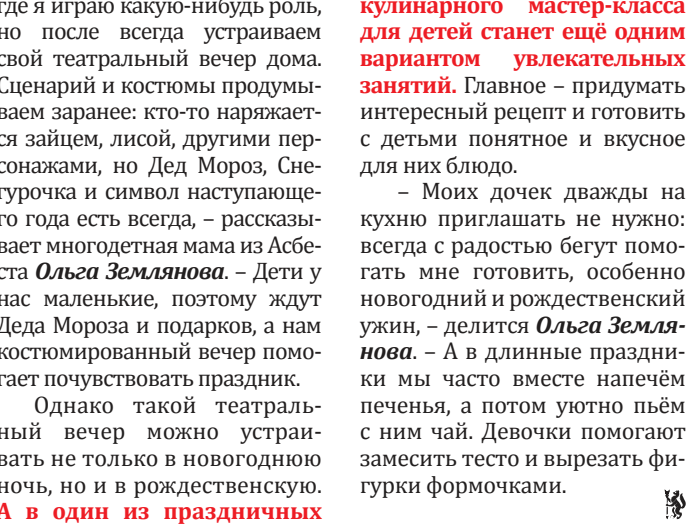 где я играю какую-нибудь роль,
но после всегда устраиваем
свой театральный вечер дома.
Сценарий и костюмы продумы-
ваем заранее: кто-то наряжает-
ся зайцем, лисой, другими пер-
сонажами, но Дед Мороз, Сне-
гурочка и символ наступающе-
го года есть всегда, – рассказы-
вает многодетная мама из Асбе-
ста Ольга Землянова. – Дети у
нас маленькие, поэтому ждут
Деда Мороза и подарков, а нам
костюмированный вечер помо-
гает почувствовать праздник.
Однако такой театраль-
ный вечер можно устраи-
вать не только в новогоднюю
ночь, но и в рождественскую.
А в один из праздничных
кулинарного мастер-класса
для детей станет ещё одним
вариантом увлекательных
занятий. Главное – придумать
интересный рецепт и готовить
с детьми понятное и вкусное
для них блюдо.
– Моих дочек дважды на
кухню приглашать не нужно:
всегда с радостью бегут помо-
гать мне готовить, особенно
новогодний и рождественский
ужин, – делится Ольга Земля-
нова. – А в длинные праздни-
ки мы часто вместе напечём
печенья, а потом уютно пьём
с ним чай. Девочки помогают
замесить тесто и вырезать фи-
гурки формочками.